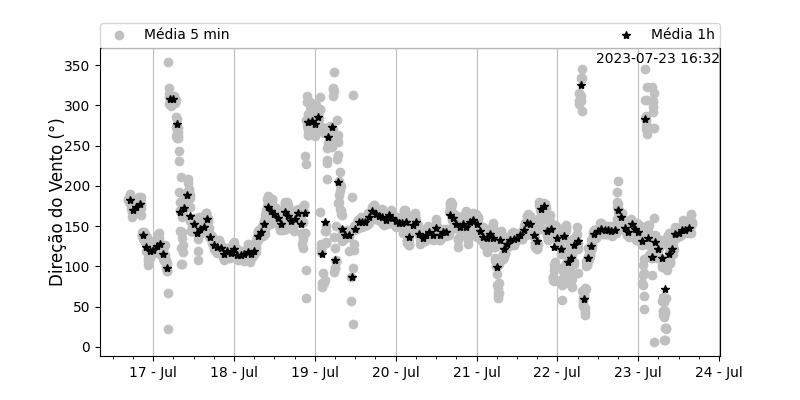 Média 5 min
Média 1h
2023-07-23 16:32
Direção do Vento (°)
350
300
250
200
150
100
50
0
17 - Jul
18 - Jul
19 - Jul
20 - Jul
21 - Jul
22 - Jul
23 - Jul
24 - Jul